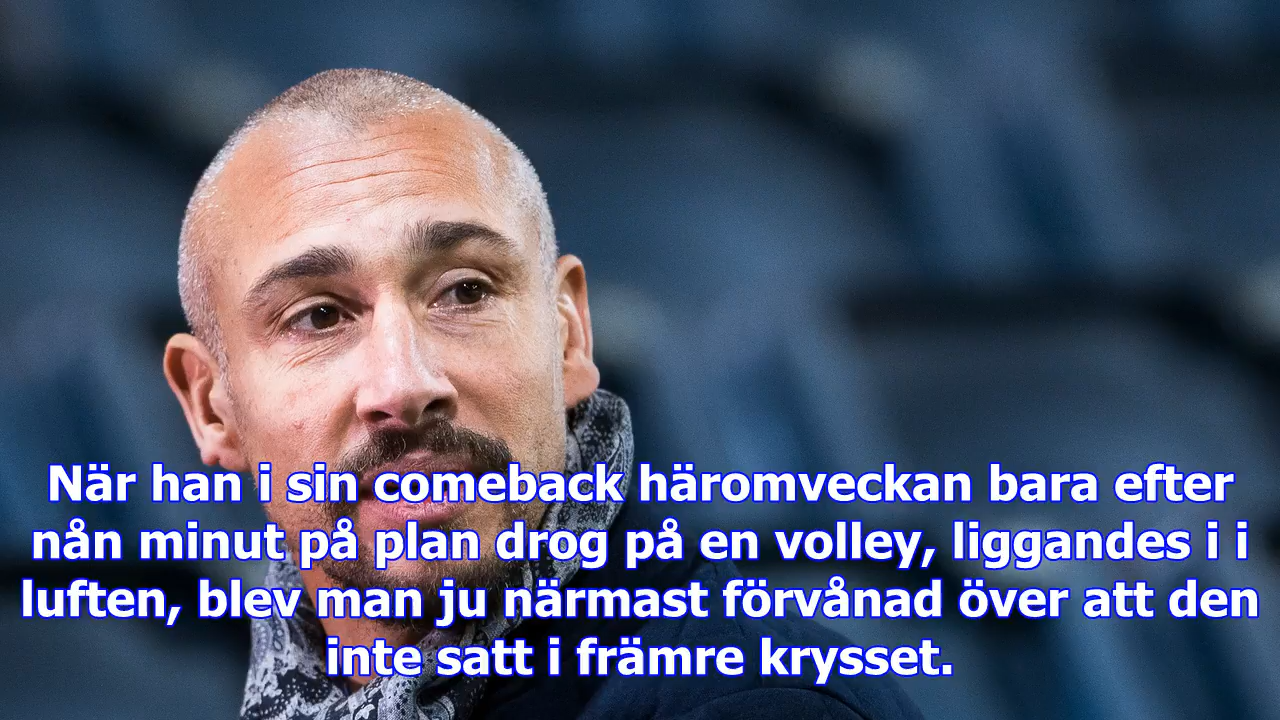 När han i sin comeback häromveckan bara efter
nån minut på plan drog på en volley, liggandes i i
luften, blev man ju närmast förvånad över att den
inte satt i främre krysset.